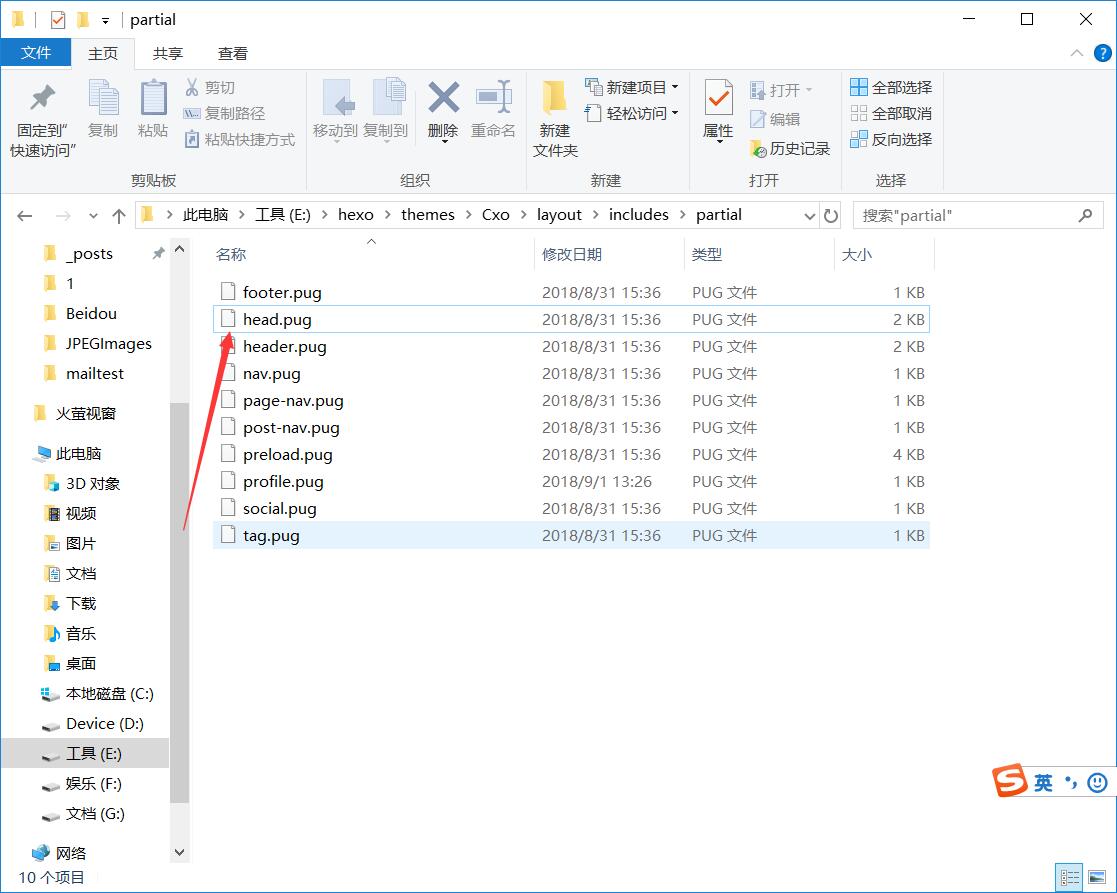 partial
文件 主页 共享 查看
固定到"快速访问" 复制 粘贴 剪切 复制路径 粘贴快捷方式
剪贴板
移动到 复制到 删除 重命名
组织
新建文件夹 新建项目 轻松访问
新建
属性 打开 编辑 历史记录
打开
全部选择 全部取消 反向选择
选择
此电脑 工具 (E:) hexo themes Cxo layout includes partial
搜索"partial"
_posts
1
Beidou
JPEGImages
mailtest
火萤视窗
此电脑
3D 对象
视频
图片
文档
下载
音乐
桌面
本地磁盘 (C:)
Device (D:)
工具 (E:)
娱乐 (F:)
文档 (G:)
网络
名称 修改日期 类型 大小
footer.pug 2018/8/31 15:36 PUG 文件 1 KB
head.pug 2018/8/31 15:36 PUG 文件 2 KB
header.pug 2018/8/31 15:36 PUG 文件 2 KB
nav.pug 2018/8/31 15:36 PUG 文件 1 KB
page-nav.pug 2018/8/31 15:36 PUG 文件 1 KB
post-nav.pug 2018/8/31 15:36 PUG 文件 1 KB
preload.pug 2018/8/31 15:36 PUG 文件 4 KB
profile.pug 2018/9/1 13:26 PUG 文件 1 KB
social.pug 2018/8/31 15:36 PUG 文件 1 KB
tag.pug 2018/8/31 15:36 PUG 文件 1 KB
S 英
10 个项目